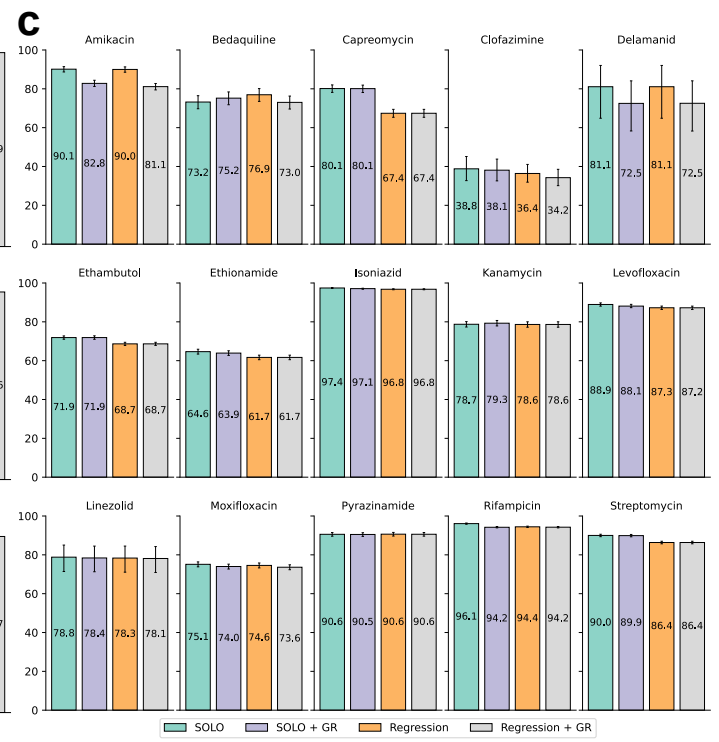 C
Amikacin Bedaquiline Capreomycin Clofazimine Delamanid
100
80
60
40
20
0
90.1 82.8 90.0 81.1
73.2 75.2 76.9 73.0
80.1 80.1 67.4 67.4
38.8 38.1 36.4 34.2
81.1 72.5 81.1 72.5
Ethambutol Ethionamide Isoniazid Kanamycin Levofloxacin
100
80
60
40
20
0
71.9 71.9 68.7 68.7
64.6 63.9 61.7 61.7
97.4 97.1 96.8 96.8
78.7 79.3 78.6 78.6
88.9 88.1 87.3 87.2
Linezolid Moxifloxacin Pyrazinamide Rifampicin Streptomycin
100
80
60
40
20
0
78.8 78.4 78.3 78.1
75.1 74.0 74.6 73.6
90.6 90.5 90.6 90.6
96.1 94.2 94.4 94.2
90.0 89.9 86.4 86.4
SOLO SOLO + GR Regression Regression + GR